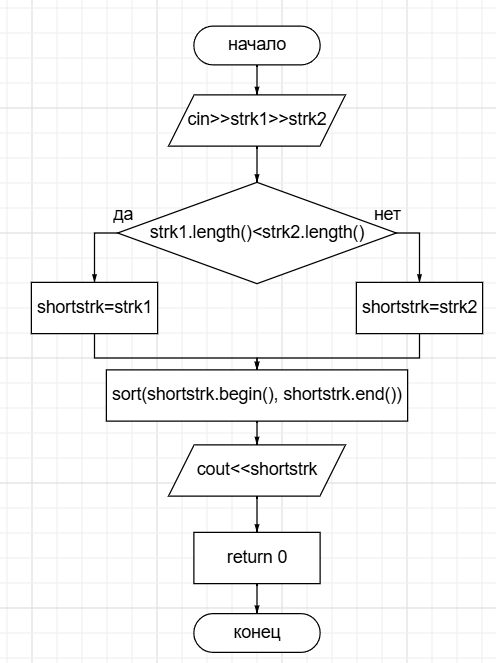 начало
cin>>strk1>>strk2
да
нет
strk1.length()<strk2.length()
shortstrk=strk1
shortstrk=strk2
sort(shortstrk.begin(), shortstrk.end())
cout<<shortstrk
return 0
конец